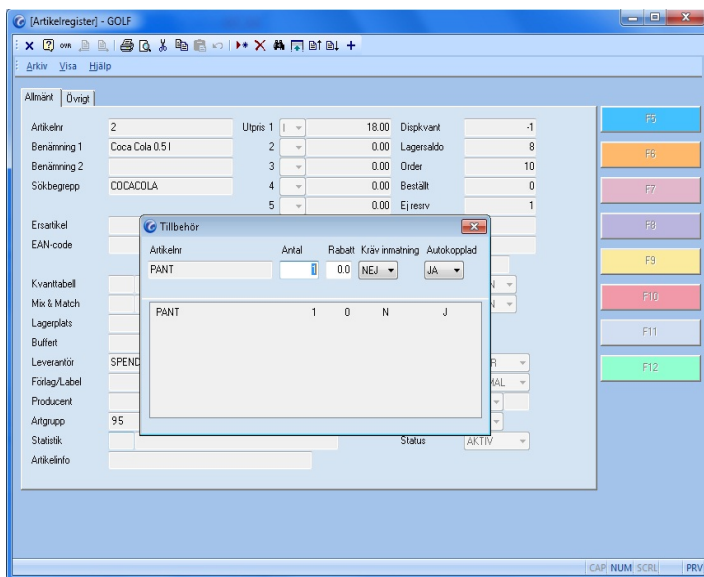 [Artikelregister] - GOLF
OVR
Arkiv Visa Hjälp
Allmänt Övrigt
Artikelnr 2 Utpris 1 I 18.00 Dispkvant -1 F5
Benämning 1 Coca Cola 0.5 l 2 0.00 Lagersaldo 8
Benämning 2 3 0.00 Order 10 F6
Sökbegrepp COCACOLA 4 0.00 Beställt 0 F7
5 0.00 Ej resrv 1
Ersartikel Tillbehör F8
EAN-code Artikelnr Antal Rabatt Kräv inmatning Autokopplad F9
PANT 1 0.0 NEJ JA
Kvanttabell N
Mix & Match PANT 1 0 N J N F10
Lagerplats
Buffert F11
Leverantör SPEND R F12
Förlag/Label MAL
Producent
Artgrupp 95
Statistik Status AKTIV
Artikelinfo
CAP NUM SCRL PRV